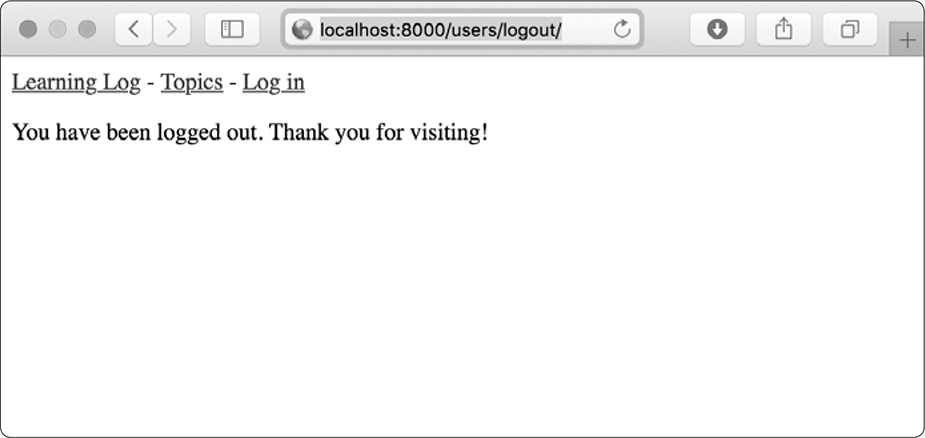 localhost:8000/users/logout/
Learning Log - Topics - Log in
You have been logged out. Thank you for visiting!